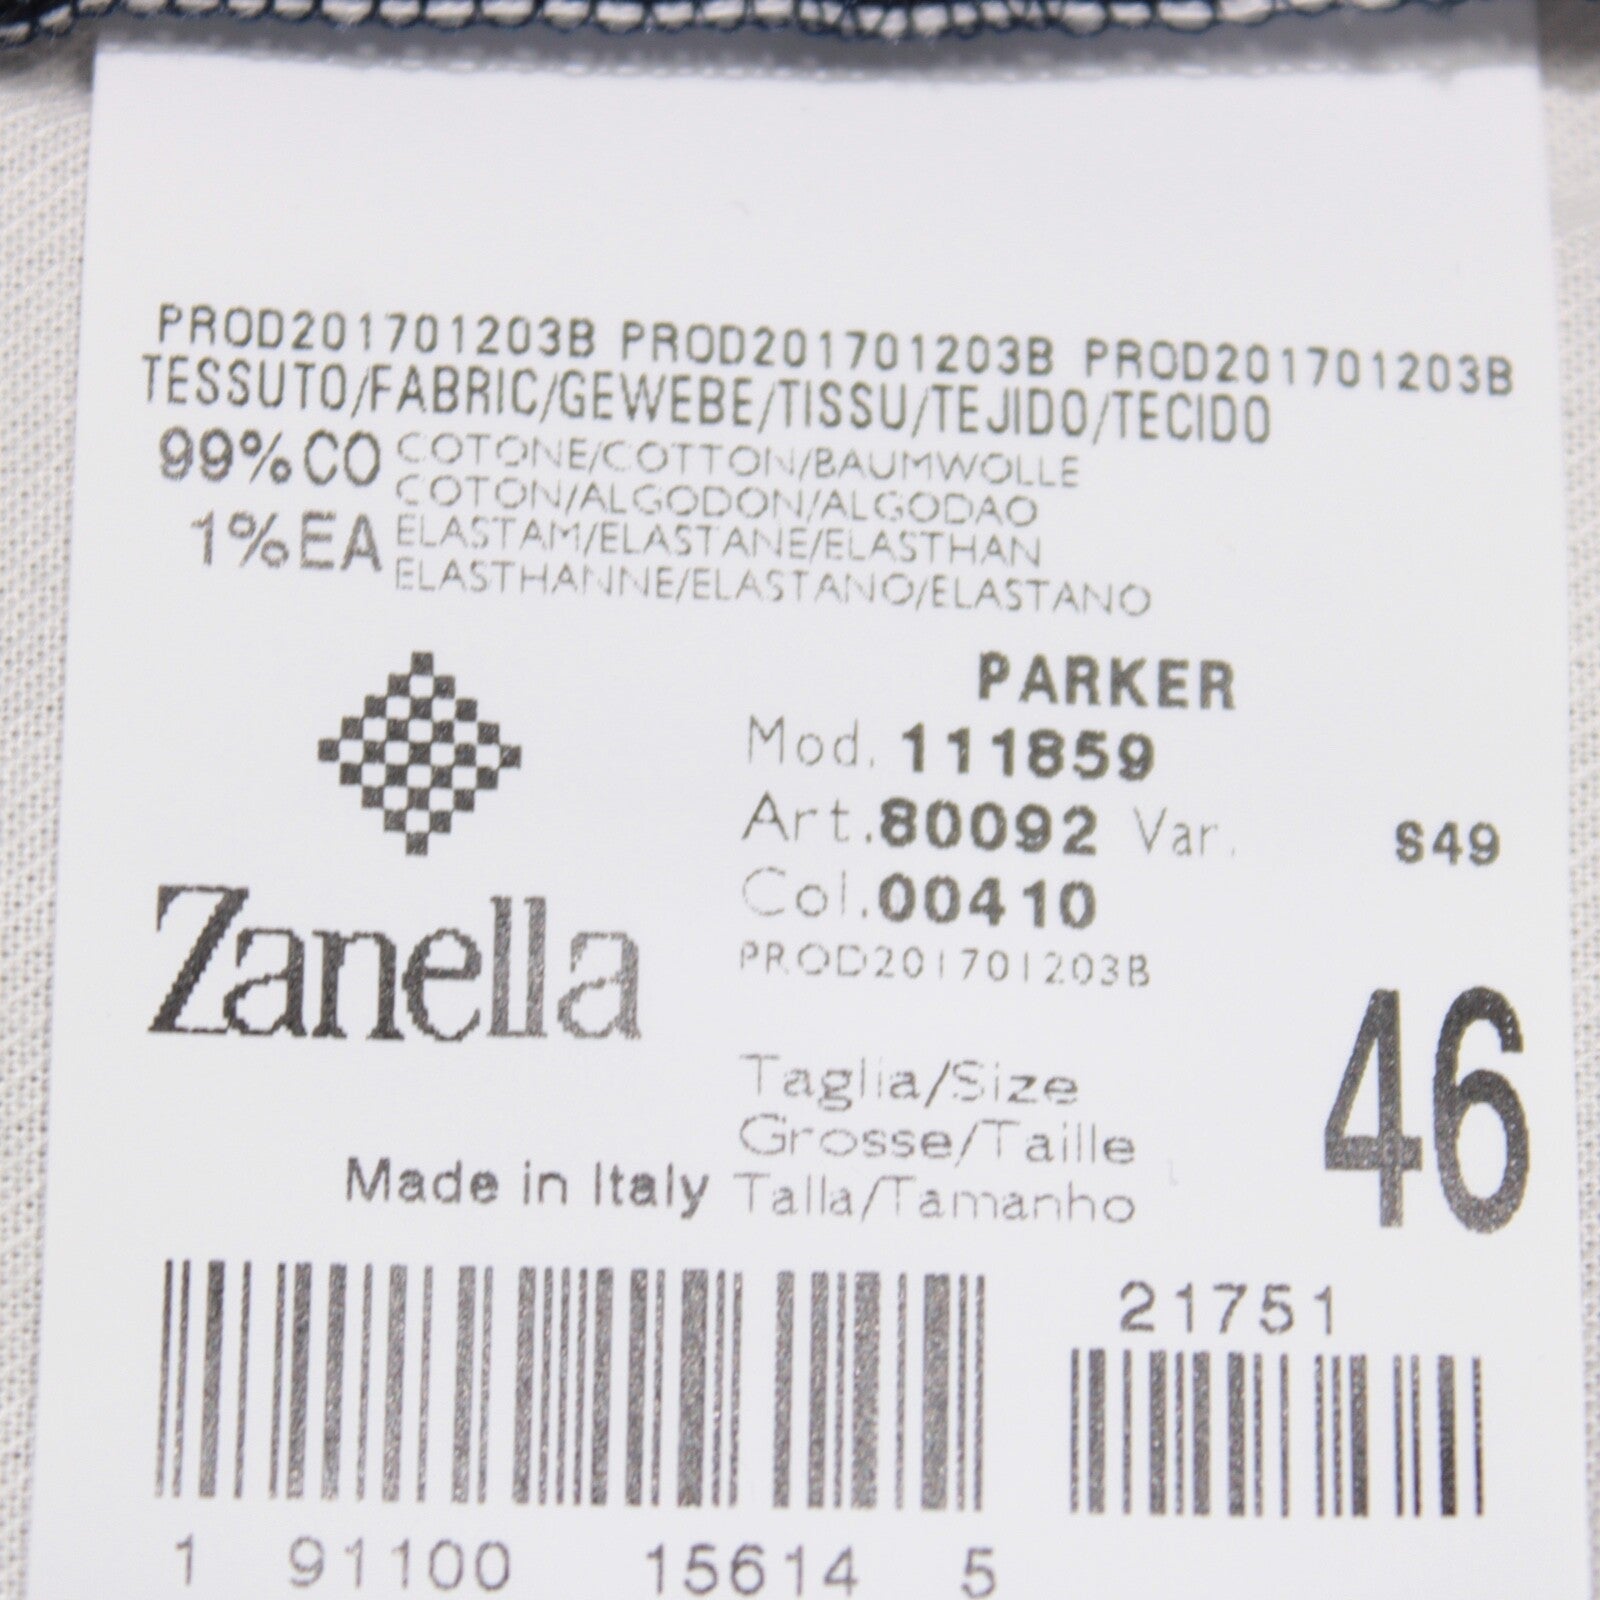 PROD201701203B PROD201701203B PROD201701203B
TESSUTO/FABRIC/GEWEBE/TISSU/TEJIDO/TECIDO
99% CO COTONE/COTTON/BAUMWOLLE
COTON/ALGODON/ALGODAO
1% EA ELASTAM/ELASTANE/ELASTHAN
ELASTHANNE/ELASTANO/ELASTANO
PARKER
Mod. 111859
Art. 80092 Var. S49
Col. 00410
PROD201701203B
Zanella
Taglia/Size
Grosse/Taille
Talla/Tamanho
46
Made in Italy
21751
1 91100 15614 5